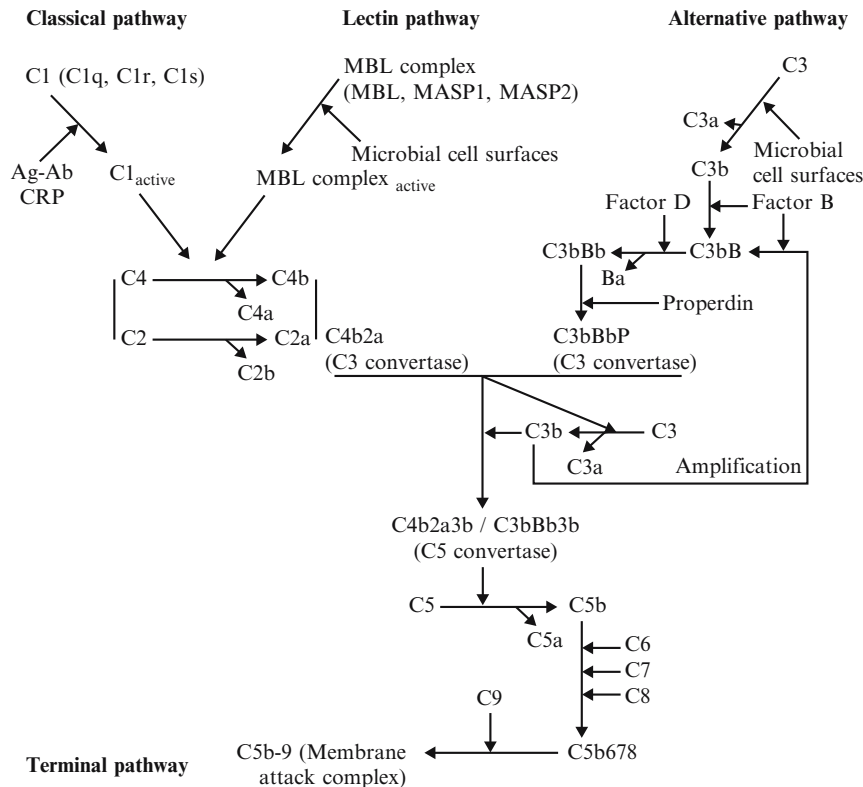 Classical pathway
Lectin pathway
Alternative pathway
C1 (C1q, C1r, C1s)
MBL complex
(MBL, MASP1, MASP2)
C3
C3a
Ag-Ab
CRP
C1active
Microbial cell surfaces
MBL complex active
Microbial
cell surfaces
C3b
Factor D
Factor B
C3bBb
C3bB
Ba
C4
C4b
C4a
Properdin
C2
C2a
C2b
C4b2a
(C3 convertase)
C3bBbP
(C3 convertase)
C3b
C3
C3a
Amplification
C4b2a3b / C3bBb3b
(C5 convertase)
C5
C5b
C5a
C6
C7
C8
C9
Terminal pathway
C5b-9 (Membrane
attack complex)
C5b678